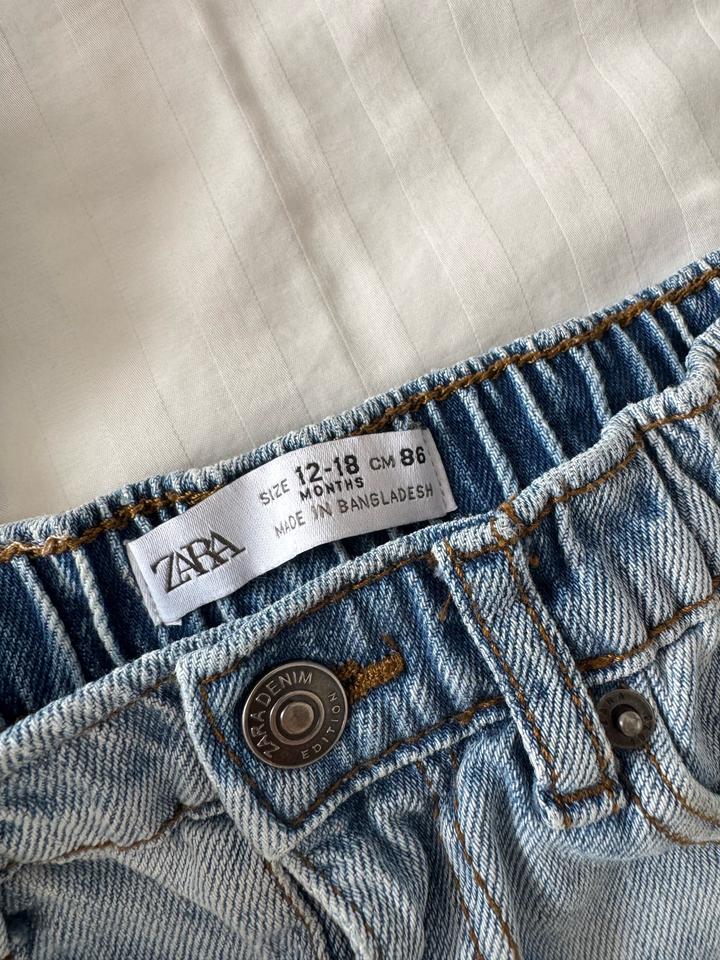 ZARA
SIZE 12-18 CM 86
MONTHS
MADE IN BANGLADESH
ZARA DENIM
EDITION